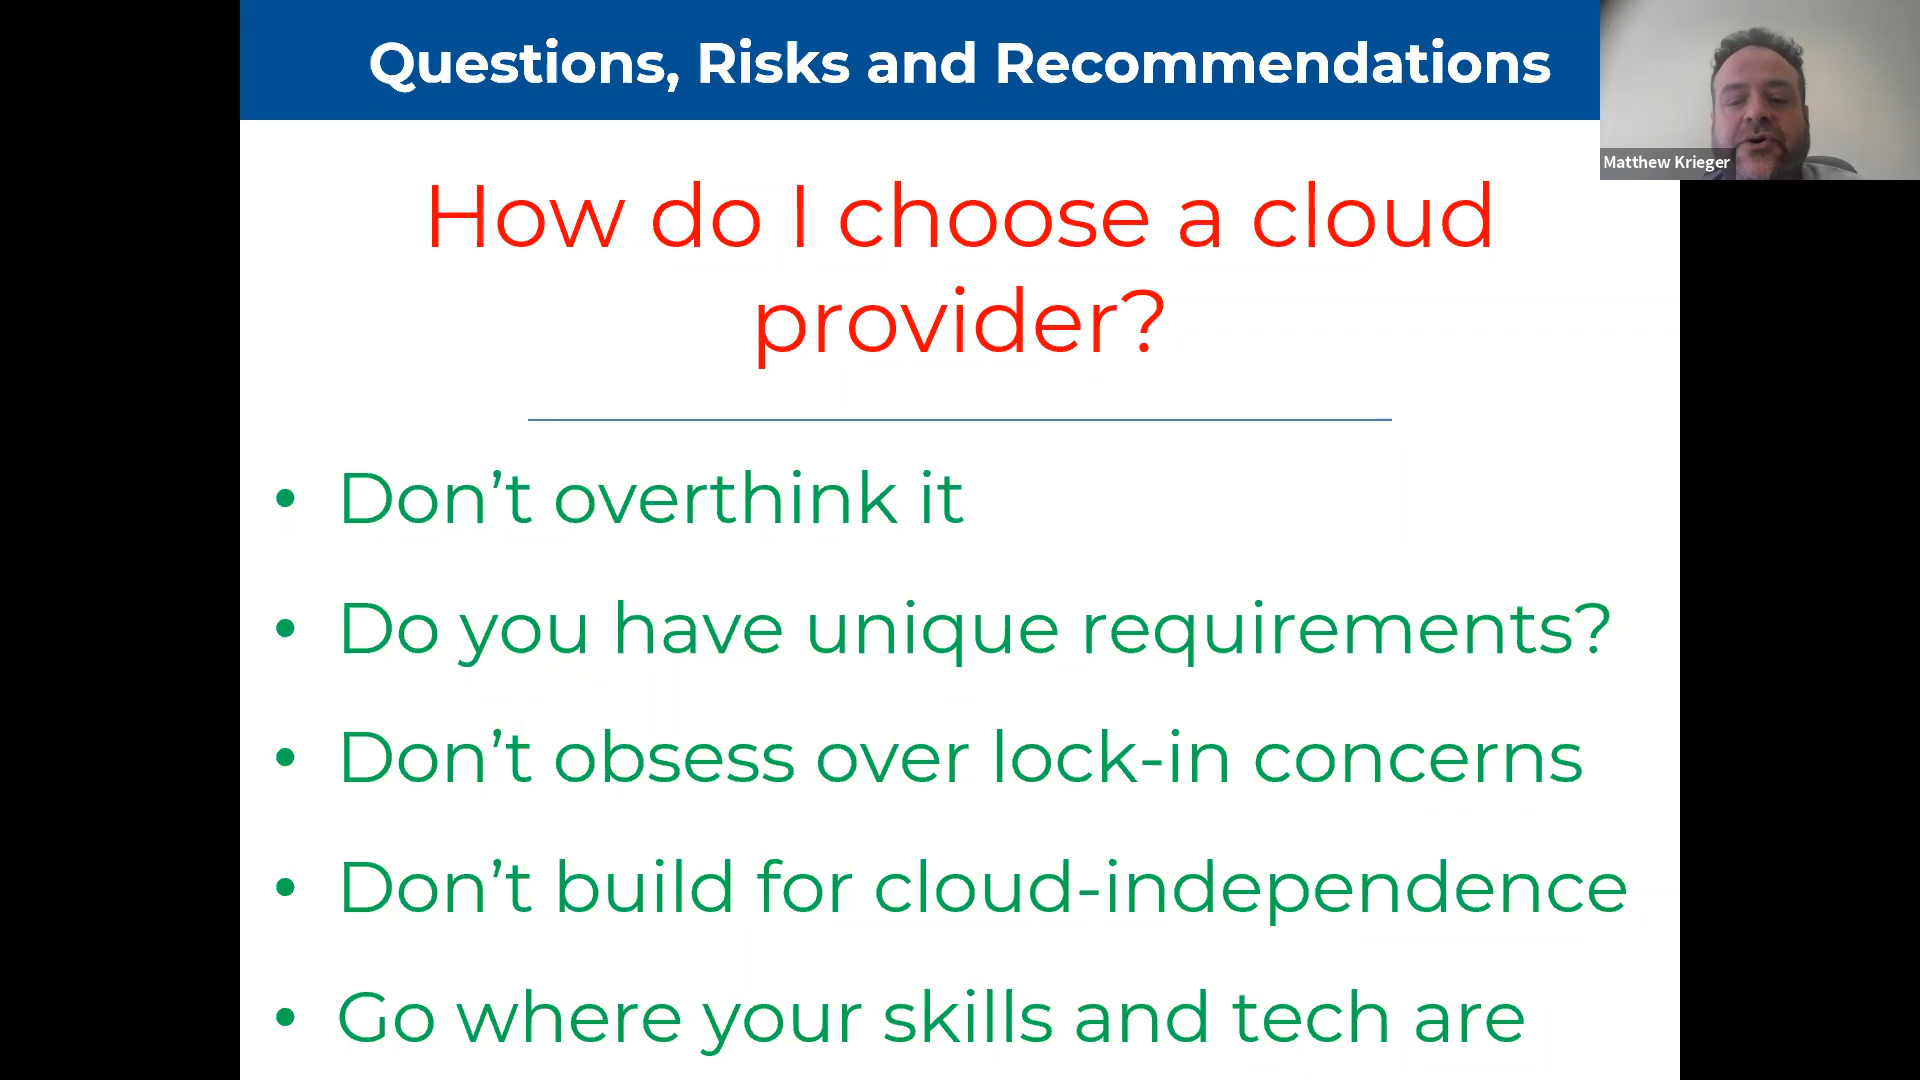 Questions, Risks and Recommendations
Matthew Krieger
How do I choose a cloud
provider?
• Don’t overthink it
• Do you have unique requirements?
• Don’t obsess over lock-in concerns
• Don’t build for cloud-independence
• Go where your skills and tech are